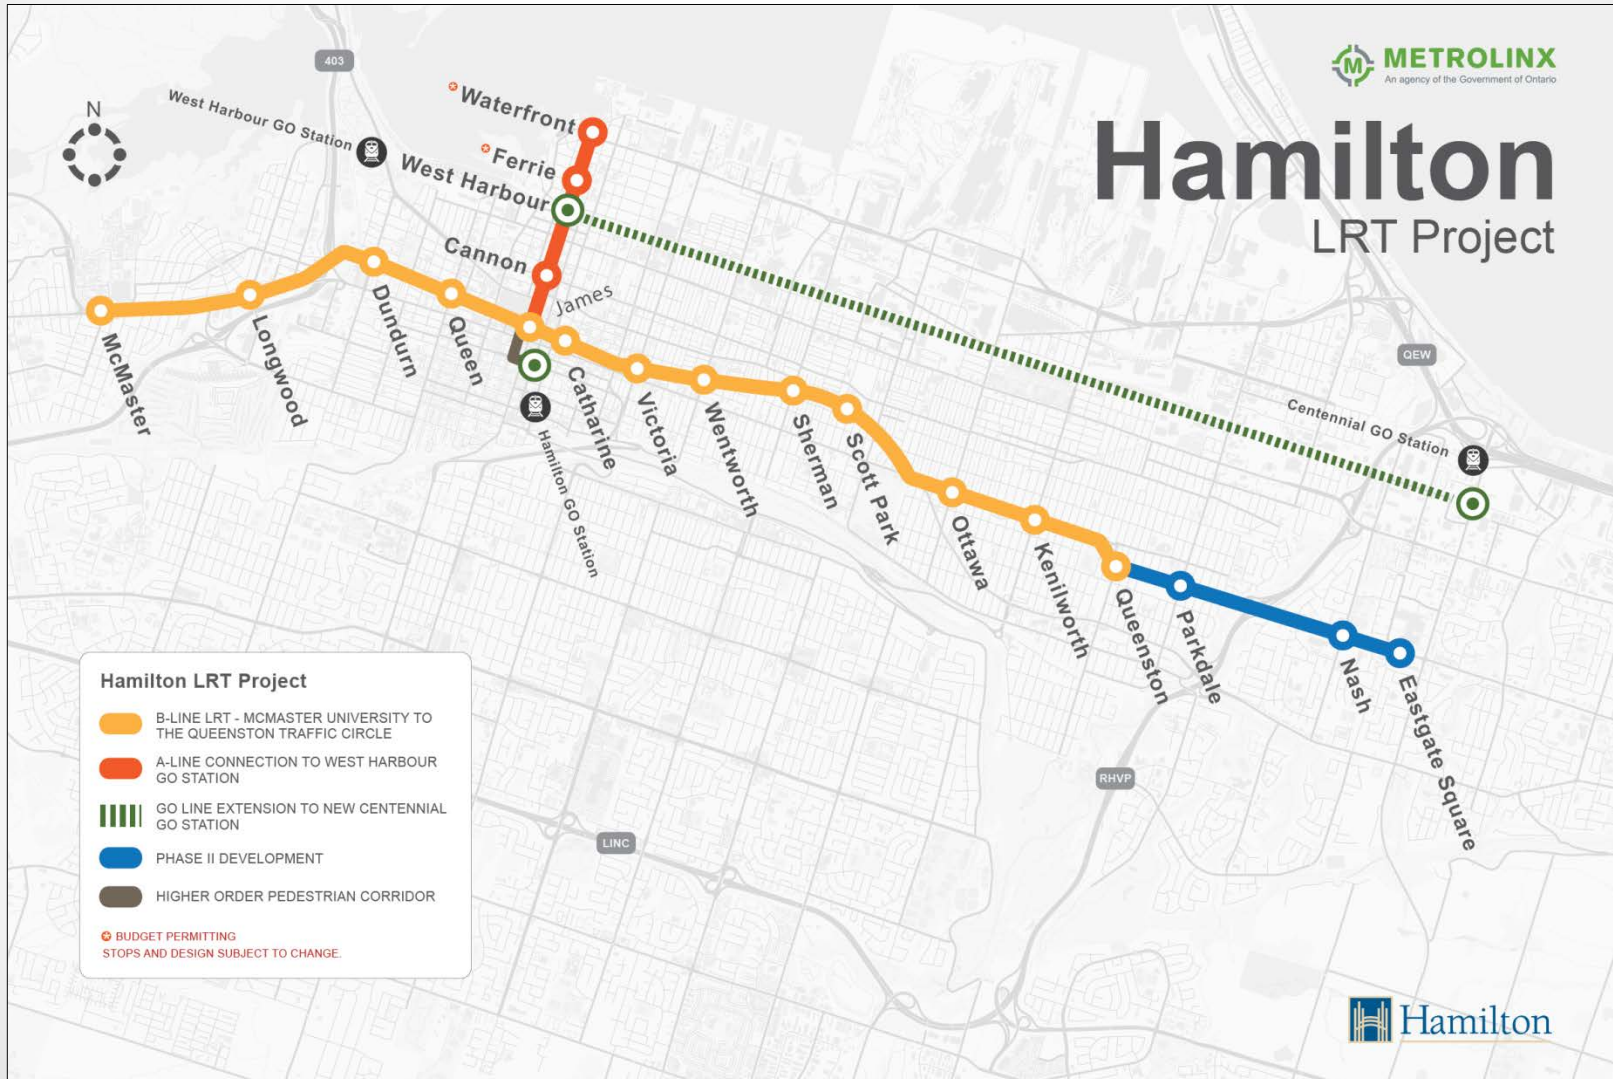 METROLINX
An agency of the Government of Ontario
Hamilton
LRT Project
403
N
West Harbour GO Station
Waterfront
Ferrie
West Harbour
Cannon
James
McMaster
Longwood
Dundurn
Queen
Catharine
Hamilton GO Station
Victoria
Wentworth
Sherman
Scott Park
Ottawa
Kenilworth
Queenston
Parkdale
Nash
Eastgate Square
QEW
Centennial GO Station
RHVP
LINC
Hamilton LRT Project
B-LINE LRT - MCMASTER UNIVERSITY TO
THE QUEENSTON TRAFFIC CIRCLE
A-LINE CONNECTION TO WEST HARBOUR
GO STATION
GO LINE EXTENSION TO NEW CENTENNIAL
GO STATION
PHASE II DEVELOPMENT
HIGHER ORDER PEDESTRIAN CORRIDOR
BUDGET PERMITTING
STOPS AND DESIGN SUBJECT TO CHANGE.
Hamilton